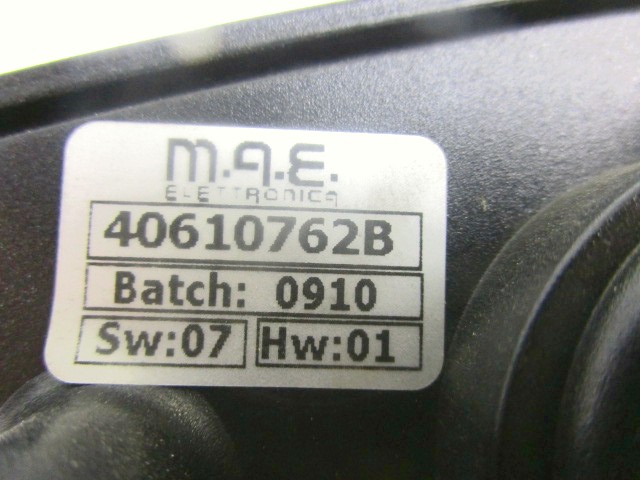 m.a.E.
ELETTRONICA
40610762B
Batch: 0910
Sw:07 Hw:01